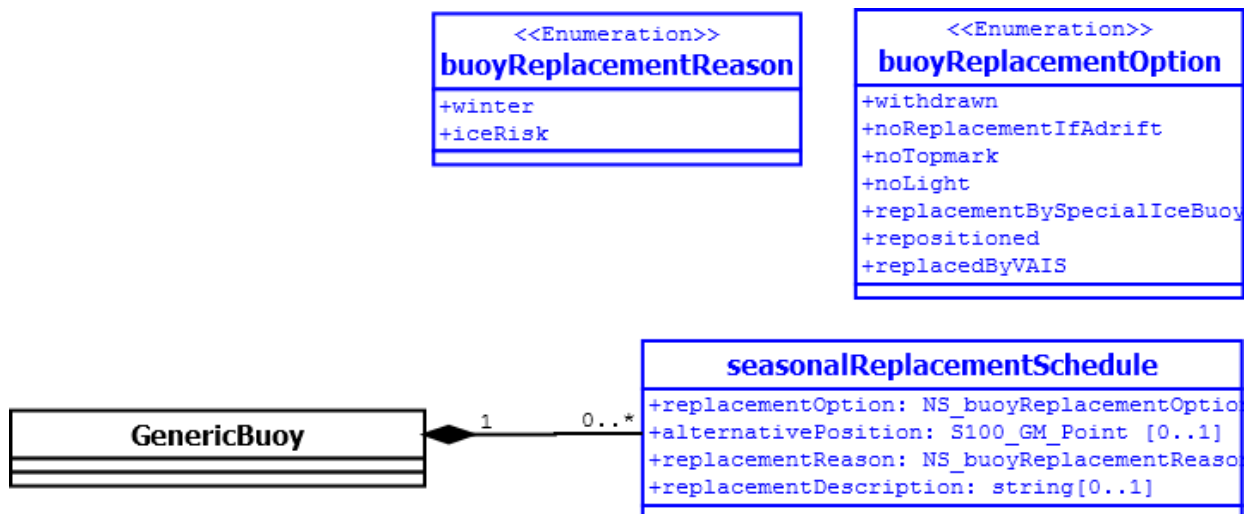 <<Enumeration>>
buoyReplacementReason
+winter
+iceRisk
<<Enumeration>>
buoyReplacementOption
+withdrawn
+noReplacementIfAdrift
+noTopmark
+noLight
+replacementBySpecialIceBuoy
+repositioned
+replacedByVAIS
GenericBuoy
1
0..*
seasonalReplacementSchedule
+replacementOption: NS_buoyReplacementOptio
+alternativePosition: S100_GM_Point [0..1]
+replacementReason: NS_buoyReplacementReaso
+replacementDescription: string[0..1]